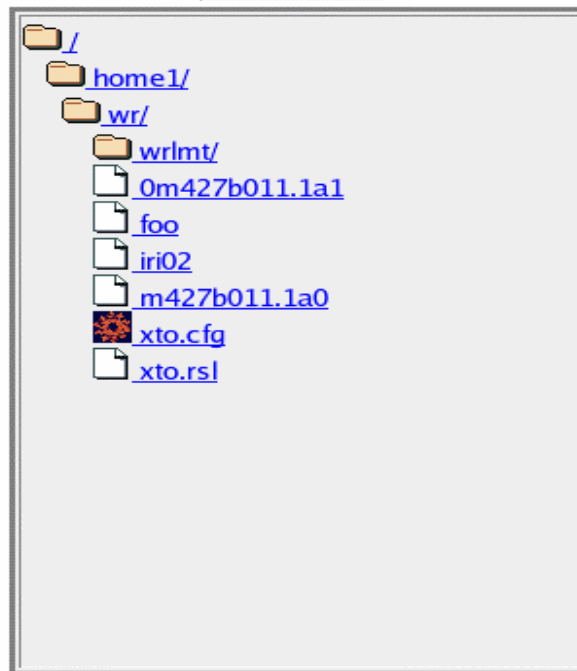 /
home1/
wr/
wrlmt/
0m427b011.1a1
foo
iri02
m427b011.1a0
xto.cfg
xto.rsl